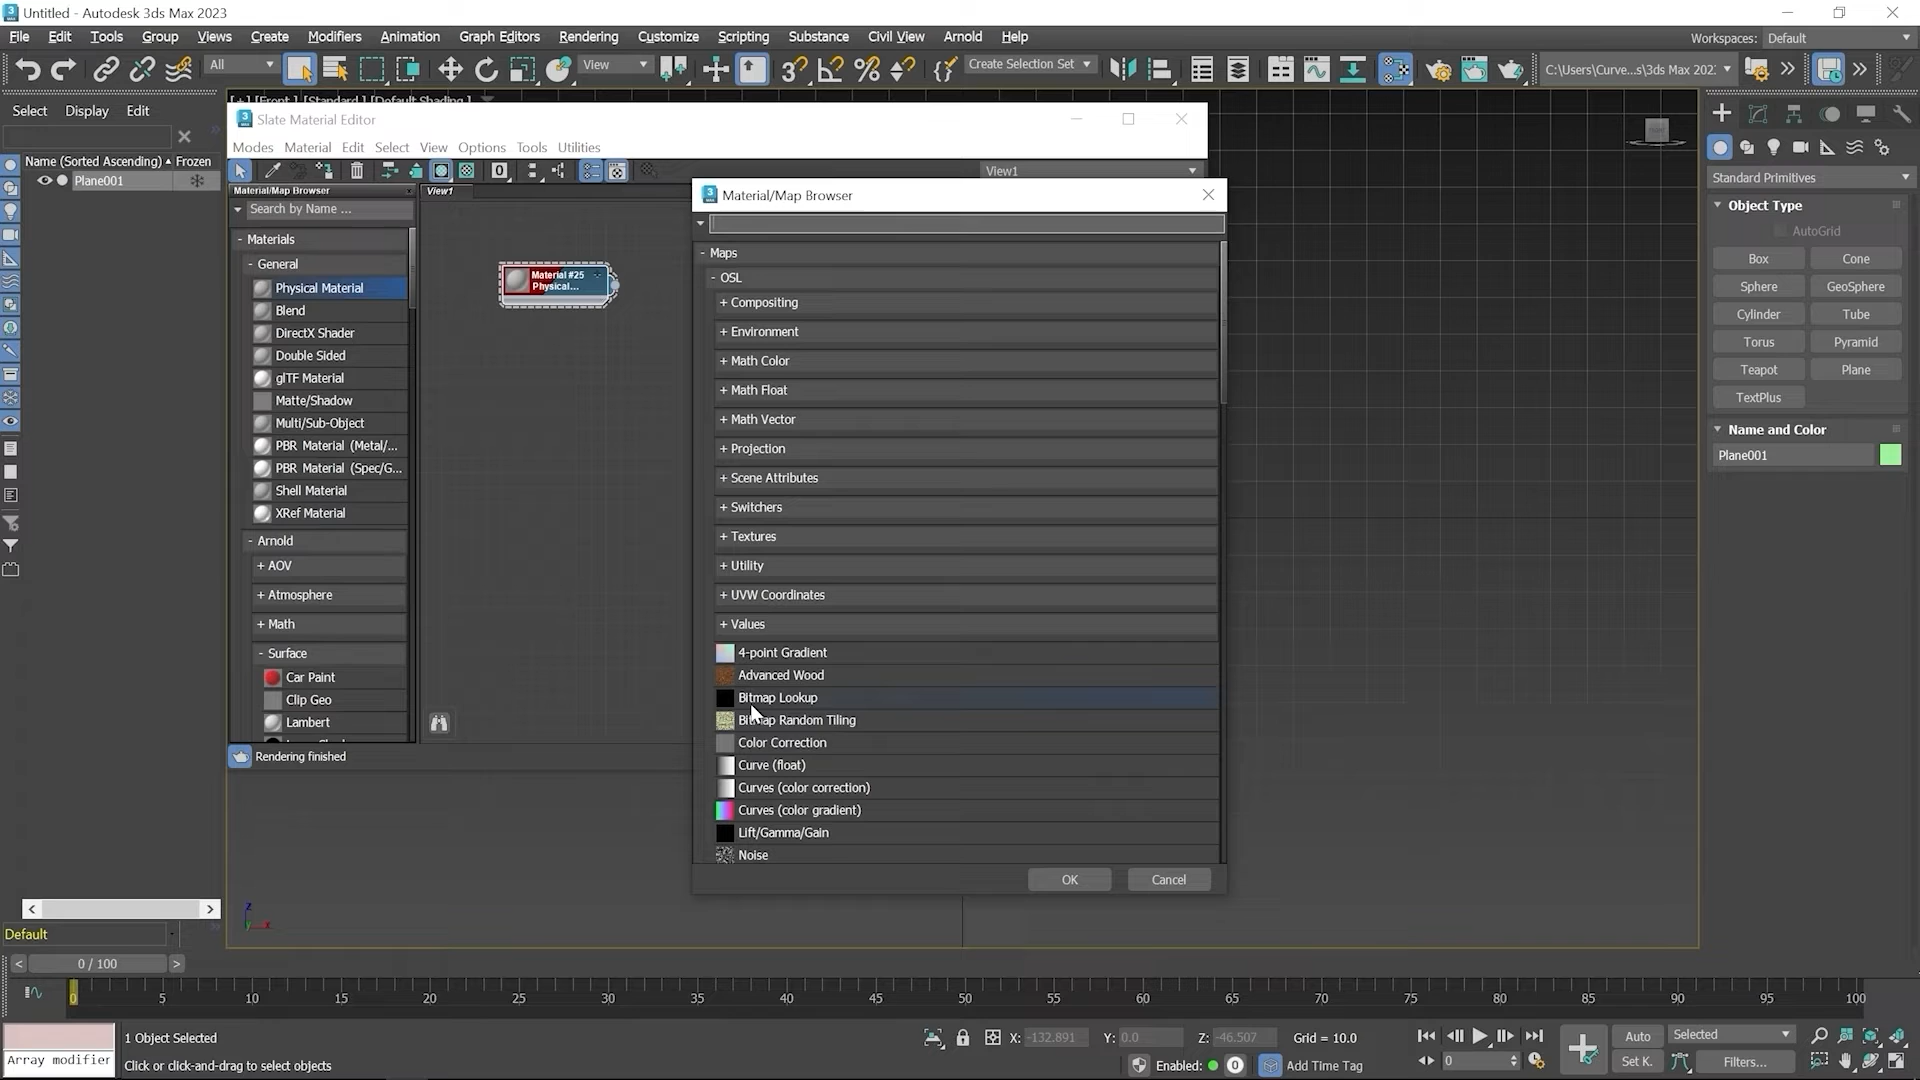 Untitled - Autodesk 3ds Max 2023
File Edit Tools Group Views Create Modifiers Animation Graph Editors Rendering Customize Scripting Substance Civil View Arnold Help
Workspaces: Default
All
View
Create Selection Set
C:\Users\Curve...s\3ds Max 202
Select Display Edit
Name (Sorted Ascending) Frozen
Plane001
[+] [Front] [Standard] [Default Shading]
Slate Material Editor
Modes Material Edit Select View Options Tools Utilities
View1
Material/Map Browser
Search by Name ...
- Materials
- General
Physical Material
Blend
DirectX Shader
Double Sided
glTF Material
Matte/Shadow
Multi/Sub-Object
PBR Material (Metal/...
PBR Material (Spec/G...
Shell Material
XRef Material
- Arnold
+ AOV
+ Atmosphere
+ Math
- Surface
Car Paint
Clip Geo
Lambert
Rendering finished
View1
Material #25
Physical...
Material/Map Browser
- Maps
- OSL
+ Compositing
+ Environment
+ Math Color
+ Math Float
+ Math Vector
+ Projection
+ Scene Attributes
+ Switchers
+ Textures
+ Utility
+ UVW Coordinates
+ Values
4-point Gradient
Advanced Wood
Bitmap Lookup
Bitmap Random Tiling
Color Correction
Curve (float)
Curves (color correction)
Curves (color gradient)
Lift/Gamma/Gain
Noise
OK Cancel
Standard Primitives
Object Type
AutoGrid
Box Cone
Sphere GeoSphere
Cylinder Tube
Torus Pyramid
Teapot Plane
TextPlus
Name and Color
Plane001
Default
0 / 100
0 5 10 15 20 25 30 35 40 45 50 55 60 65 70 75 80 85 90 95 100
Array modifier
1 Object Selected
Click or click-and-drag to select objects
X: -132.891 Y: 0.0 Z: -46.507 Grid = 10.0
Enabled: 0 Add Time Tag
0
Auto Selected
Set K. Filters...